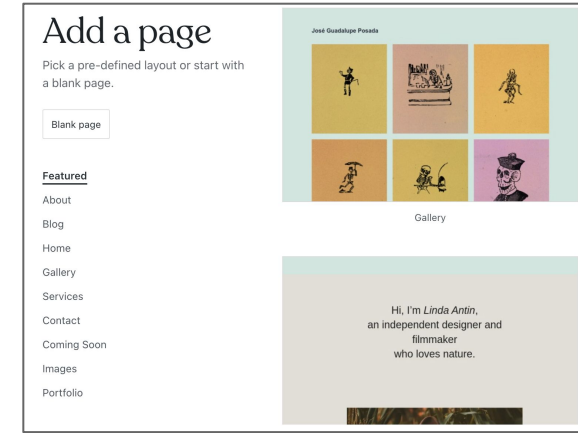 Add a page
Pick a pre-defined layout or start with
a blank page.
Blank page
Featured
About
Blog
Home
Gallery
Services
Contact
Coming Soon
Images
Portfolio
José Guadalupe Posada
Gallery
Hi, I'm Linda Antin,
an independent designer and
filmmaker
who loves nature.